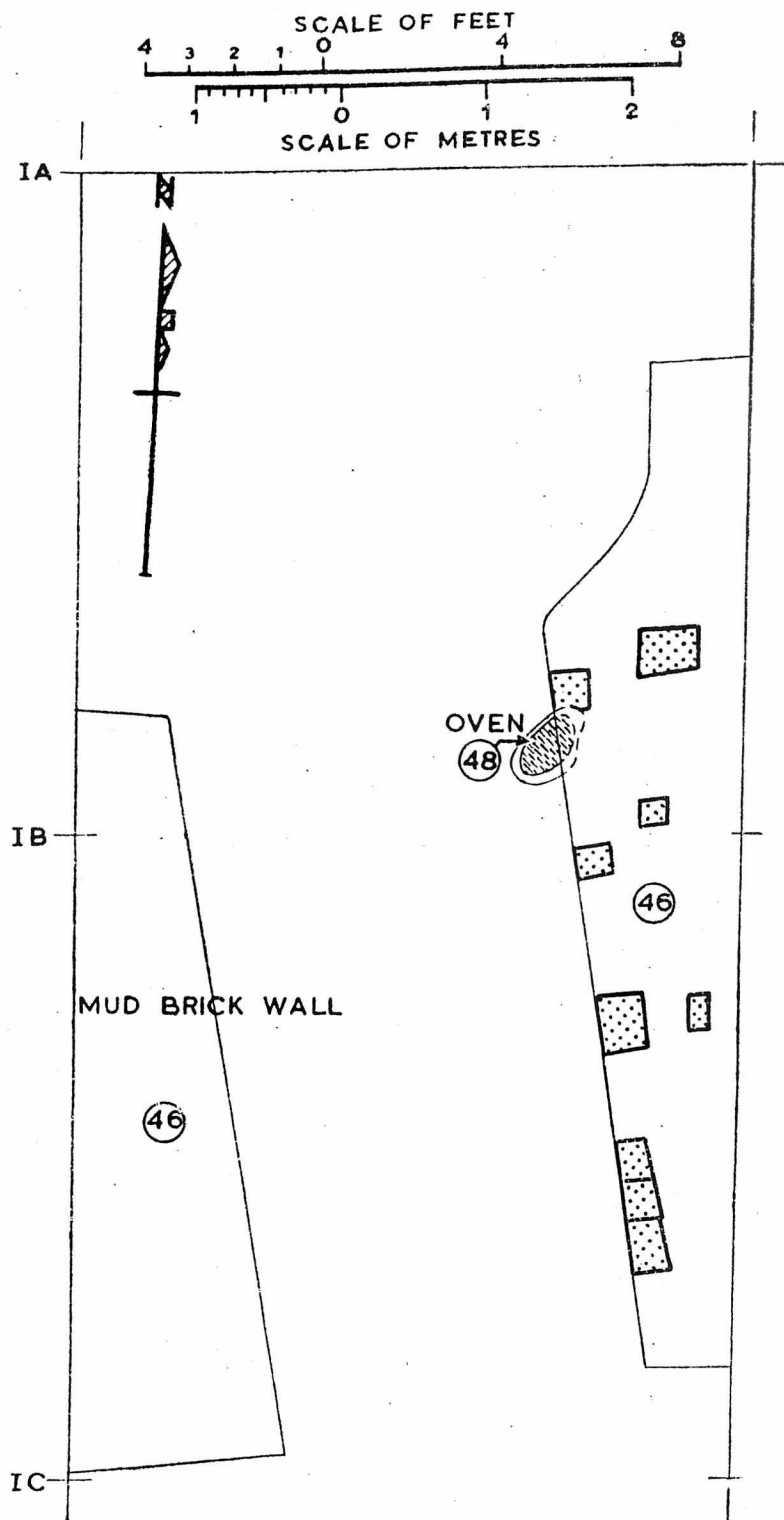 SCALE OF FEET
4 3 2 1 0 4 8
1 0 1 2
SCALE OF METRES
IA
N
OVEN
48
IB
46
MUD BRICK WALL
46
IC